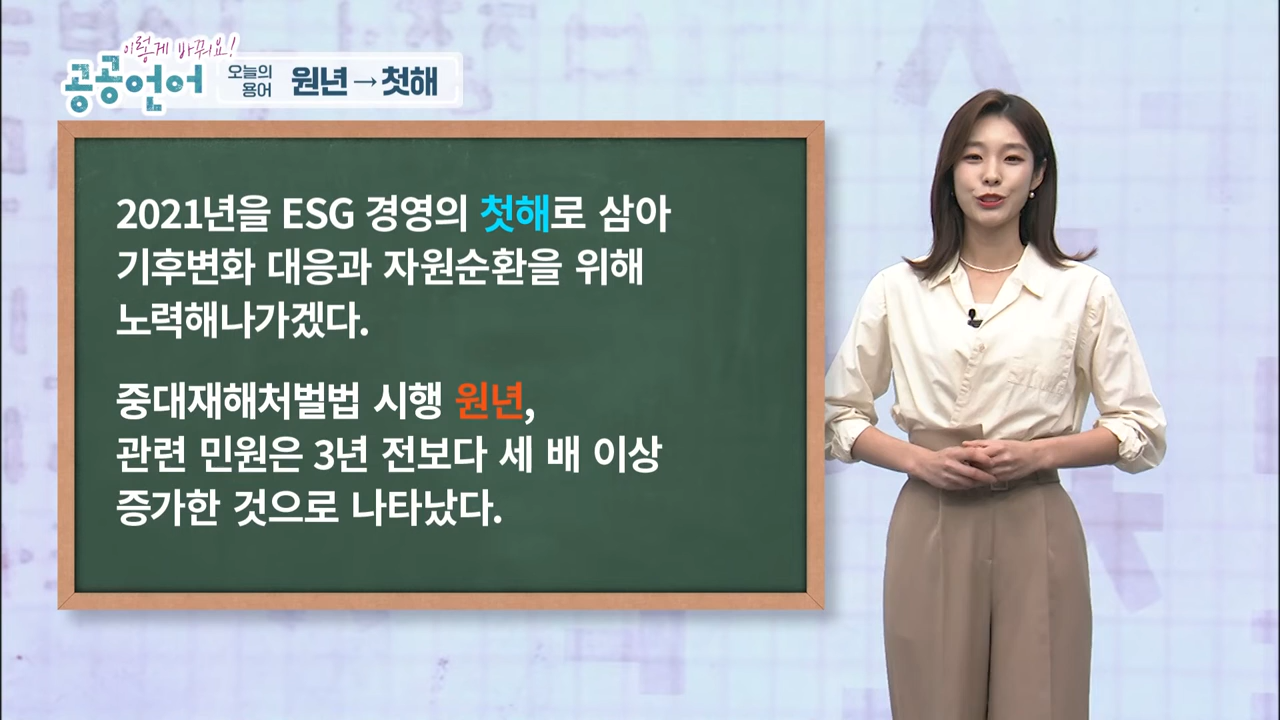 이렇게 바꿔요!
공공언어
오늘의
용어
원년→첫해
2021년을 ESG 경영의 첫해로 삼아
기후변화 대응과 자원순환을 위해
노력해나가겠다.
중대재해처벌법 시행 원년,
관련 민원은 3년 전보다 세 배 이상
증가한 것으로 나타났다.